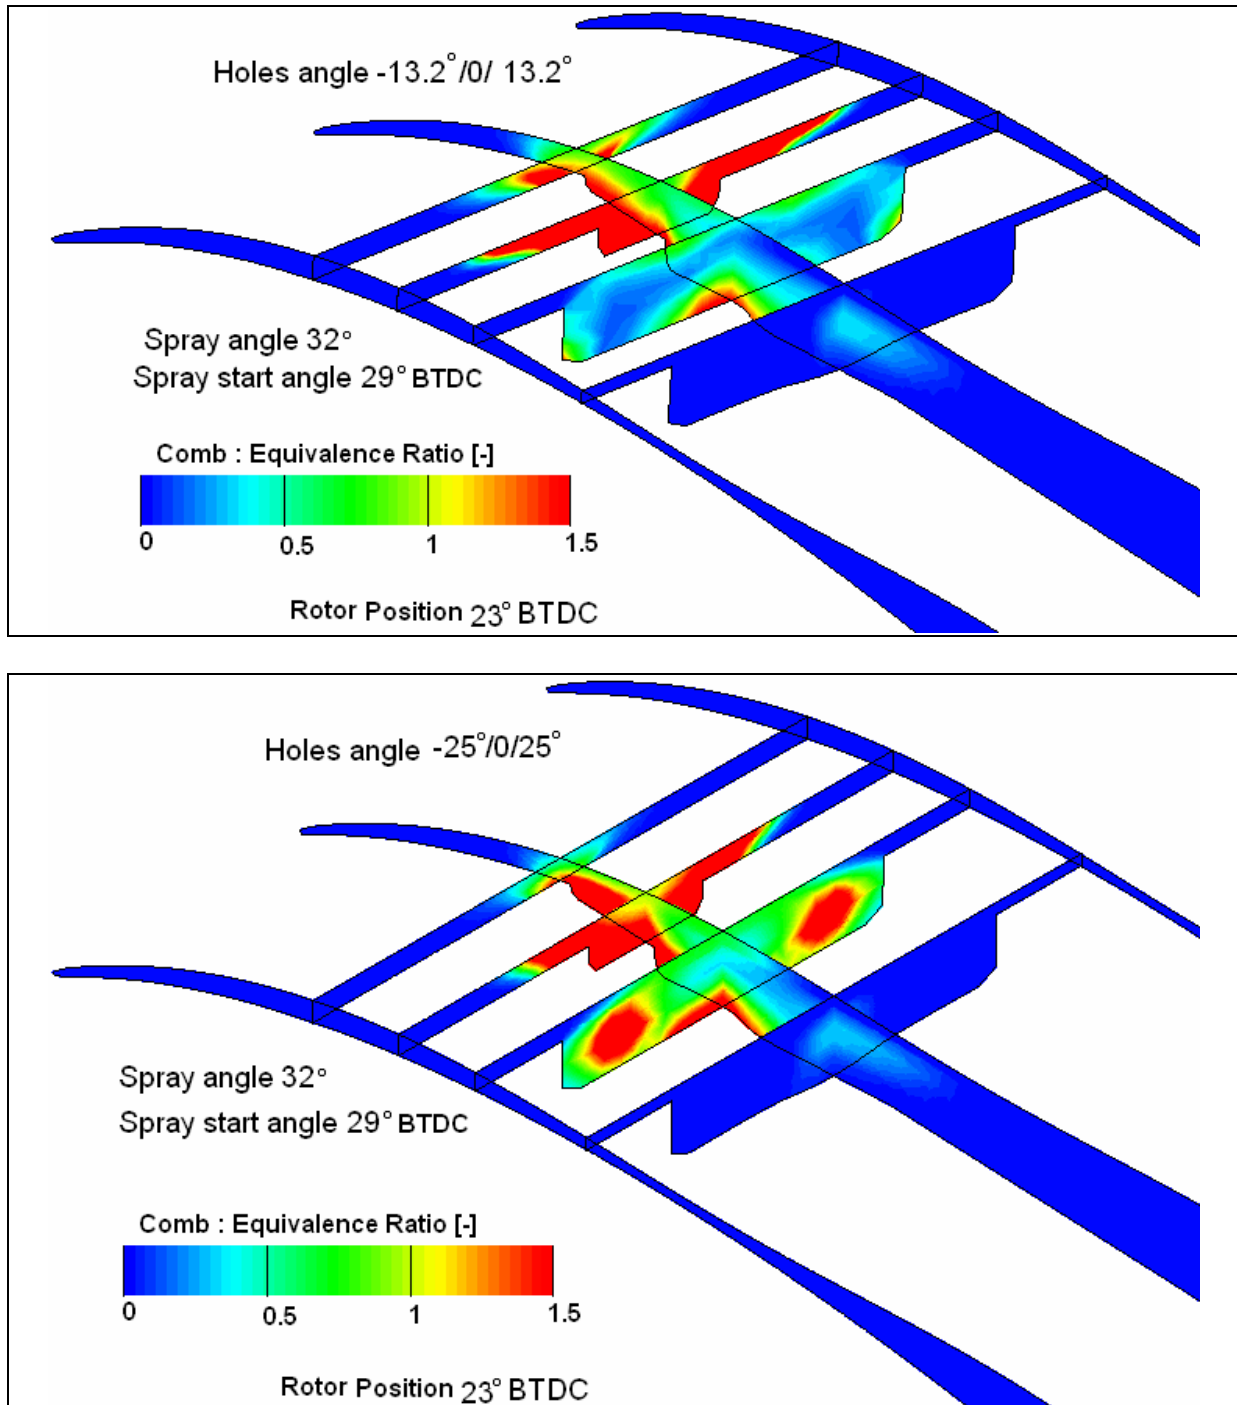 Holes angle -13.2°/0/ 13.2°
Spray angle 32°
Spray start angle 29° BTDC
Comb : Equivalence Ratio [-]
0 0.5 1 1.5
Rotor Position 23° BTDC
Holes angle -25°/0/25°
Spray angle 32°
Spray start angle 29° BTDC
Comb : Equivalence Ratio [-]
0 0.5 1 1.5
Rotor Position 23° BTDC